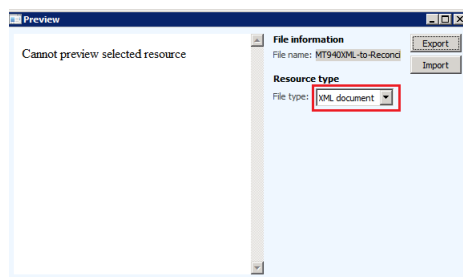 Preview
Cannot preview selected resource
File information
File name: MT940XML-to-Reconci
Export
Import
Resource type
File type: XML document